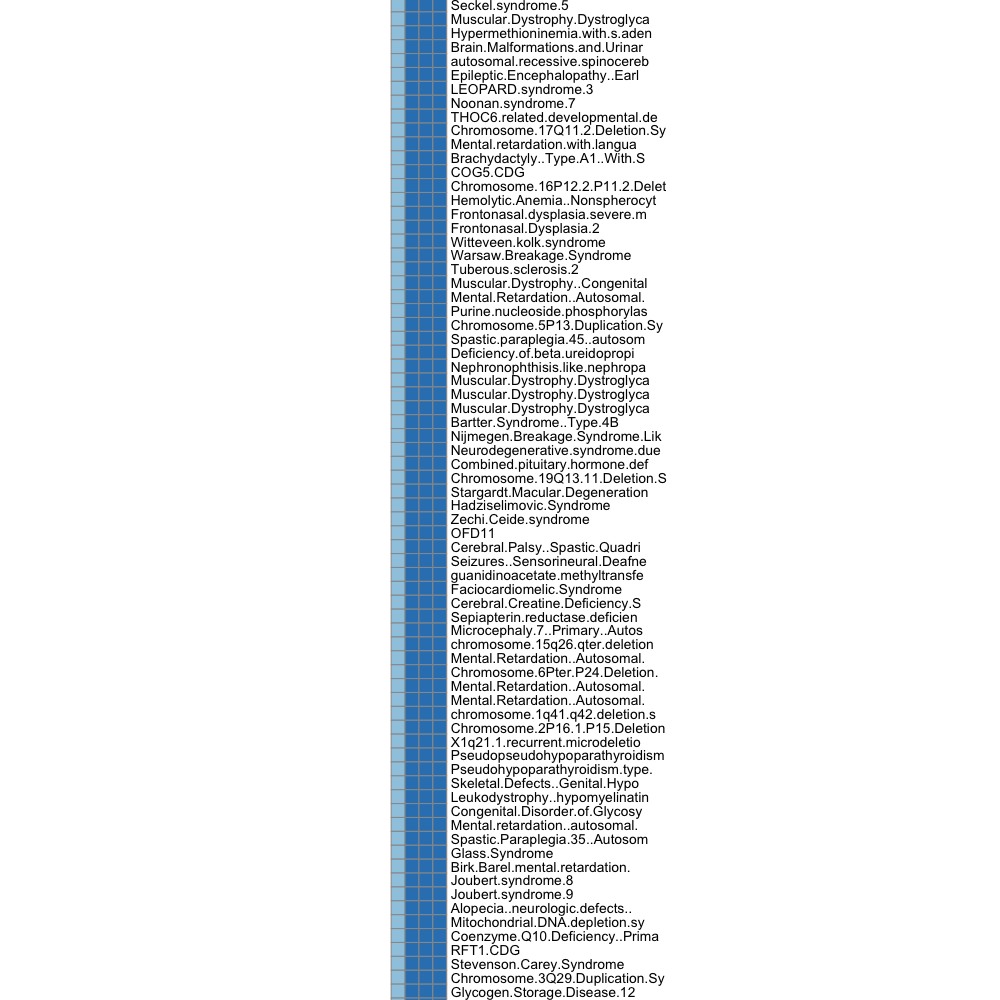 Seckel.syndrome.5
Muscular.Dystrophy.Dystroglyca
Hypermethioninemia.with.s.aden
Brain.Malformations.and.Urinar
autosomal.recessive.spinocereb
Epileptic.Encephalopathy..Earl
LEOPARD.syndrome.3
Noonan.syndrome.7
THOC6.related.developmental.de
Chromosome.17Q11.2.Deletion.Sy
Mental.retardation.with.langua
Brachydactyly..Type.A1..With.S
COG5.CDG
Chromosome.16P12.2.P11.2.Delet
Hemolytic.Anemia..Nonspherocyt
Frontonasal.dysplasia.severe.m
Frontonasal.Dysplasia.2
Witteveen.kolk.syndrome
Warsaw.Breakage.Syndrome
Tuberous.sclerosis.2
Muscular.Dystrophy..Congenital
Mental.Retardation..Autosomal.
Purine.nucleoside.phosphorylas
Chromosome.5P13.Duplication.Sy
Spastic.paraplegia.45..autosom
Deficiency.of.beta.ureidopropi
Nephronophthisis.like.nephropa
Muscular.Dystrophy.Dystroglyca
Muscular.Dystrophy.Dystroglyca
Muscular.Dystrophy.Dystroglyca
Bartter.Syndrome..Type.4B
Nijmegen.Breakage.Syndrome.Lik
Neurodegenerative.syndrome.due
Combined.pituitary.hormone.def
Chromosome.19Q13.11.Deletion.S
Stargardt.Macular.Degeneration
Hadziselimovic.Syndrome
Zechi.Ceide.syndrome
OFD11
Cerebral.Palsy..Spastic.Quadri
Seizures..Sensorineural.Deafne
guanidinoacetate.methyltransfe
Faciocardiomelic.Syndrome
Cerebral.Creatine.Deficiency.S
Sepiapterin.reductase.deficien
Microcephaly.7..Primary..Autos
chromosome.15q26.qter.deletion
Mental.Retardation..Autosomal.
Chromosome.6Pter.P24.Deletion.
Mental.Retardation..Autosomal.
Mental.Retardation..Autosomal.
chromosome.1q41.q42.deletion.s
Chromosome.2P16.1.P15.Deletion
X1q21.1.recurrent.microdeletio
Pseudopseudohypoparathyroidism
Pseudohypoparathyroidism.type.
Skeletal.Defects..Genital.Hypo
Leukodystrophy..hypomyelinatin
Congenital.Disorder.of.Glycosy
Mental.retardation..autosomal.
Spastic.Paraplegia.35..Autosom
Glass.Syndrome
Birk.Barel.mental.retardation.
Joubert.syndrome.8
Joubert.syndrome.9
Alopecia..neurologic.defects..
Mitochondrial.DNA.depletion.sy
Coenzyme.Q10.Deficiency..Prima
RFT1.CDG
Stevenson.Carey.Syndrome
Chromosome.3Q29.Duplication.Sy
Glycogen.Storage.Disease.12